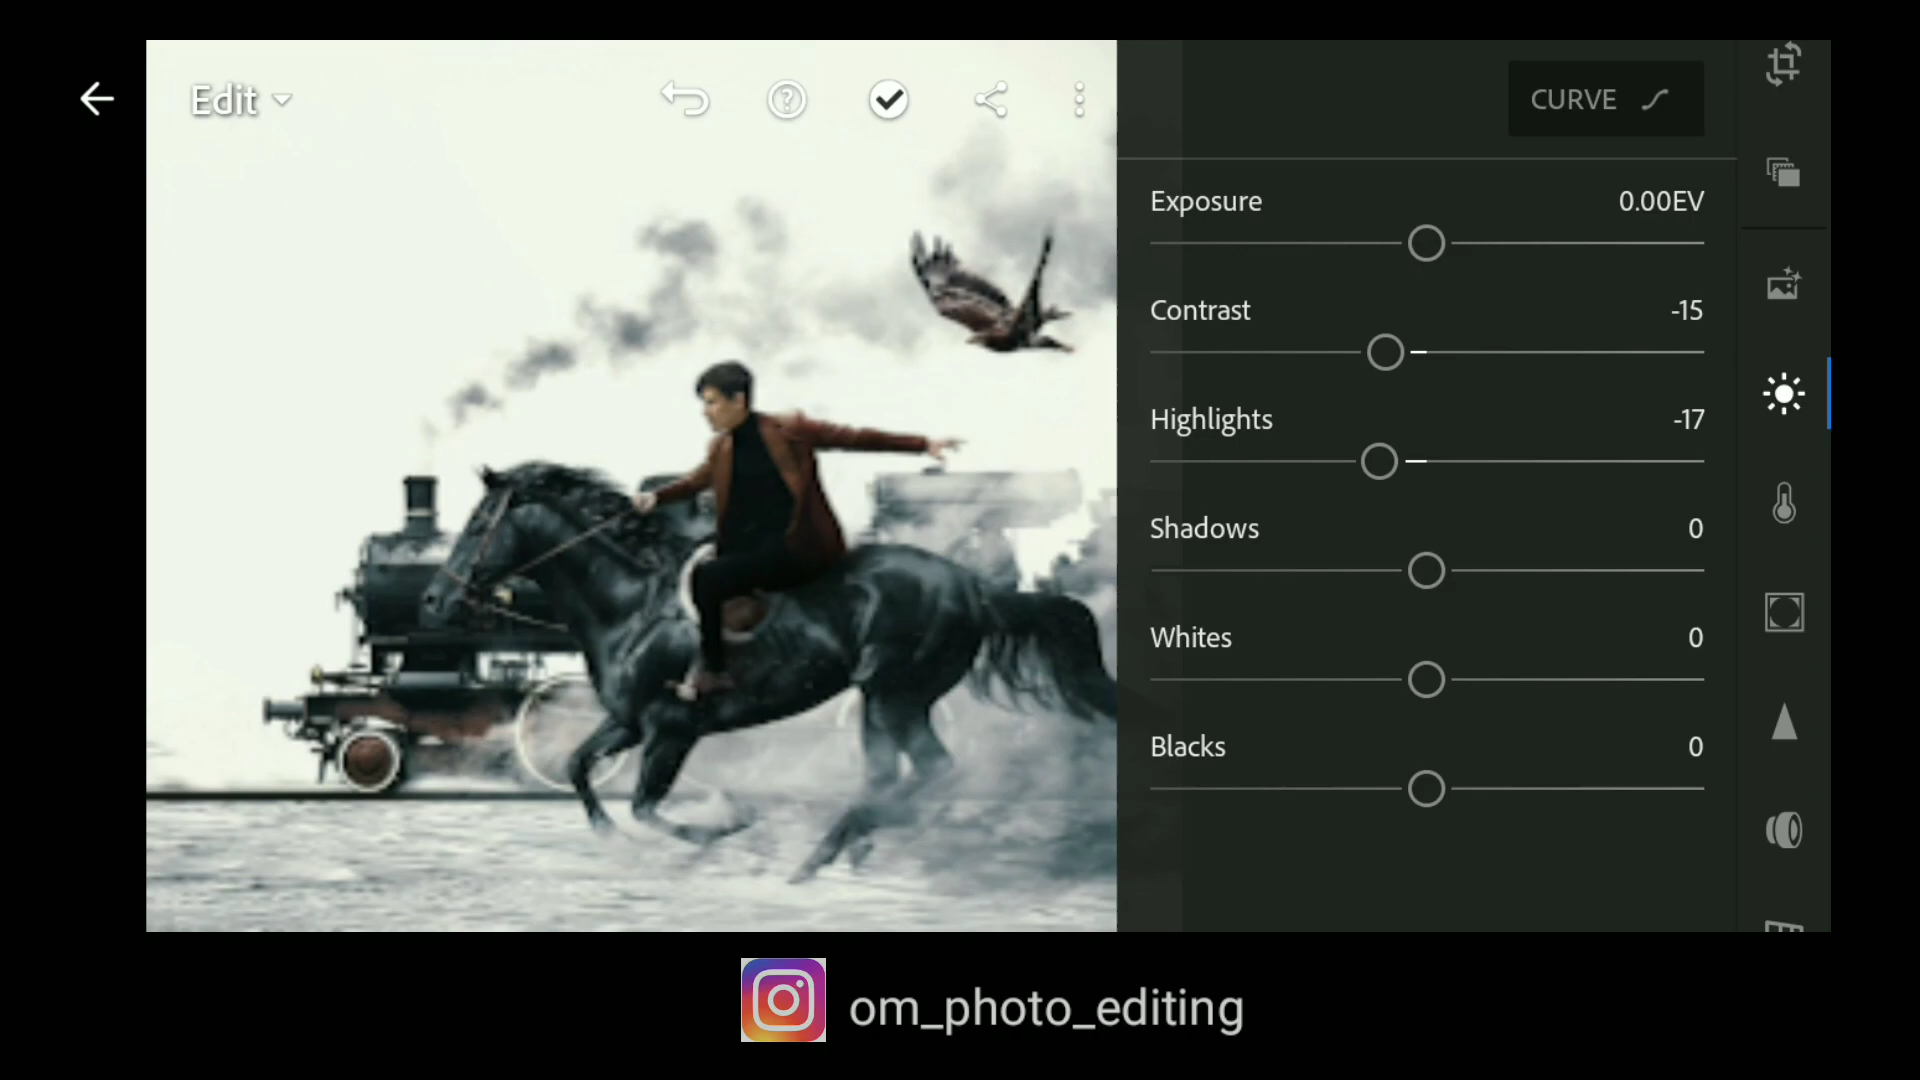 Edit
CURVE
Exposure 0.00EV
Contrast -15
Highlights -17
Shadows 0
Whites 0
Blacks 0
om_photo_editing